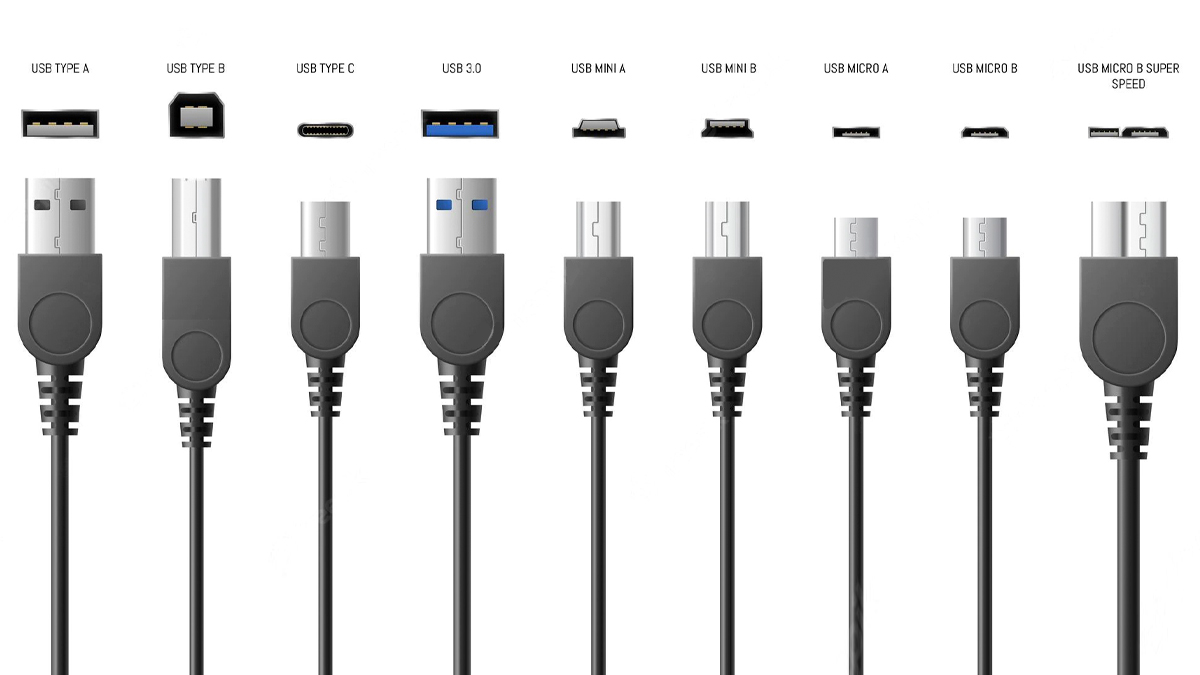 USB TYPE A
USB TYPE B
USB TYPE C
USB 3.0
USB MINI A
USB MINI B
USB MICRO A
USB MICRO B
USB MICRO B SUPER
SPEED